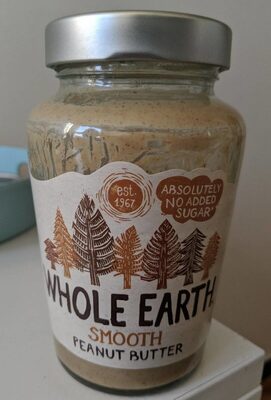 est.
1967
ABSOLUTELY
NO ADDED
SUGAR*
WHOLE EARTH
SMOOTH
PEANUT BUTTER